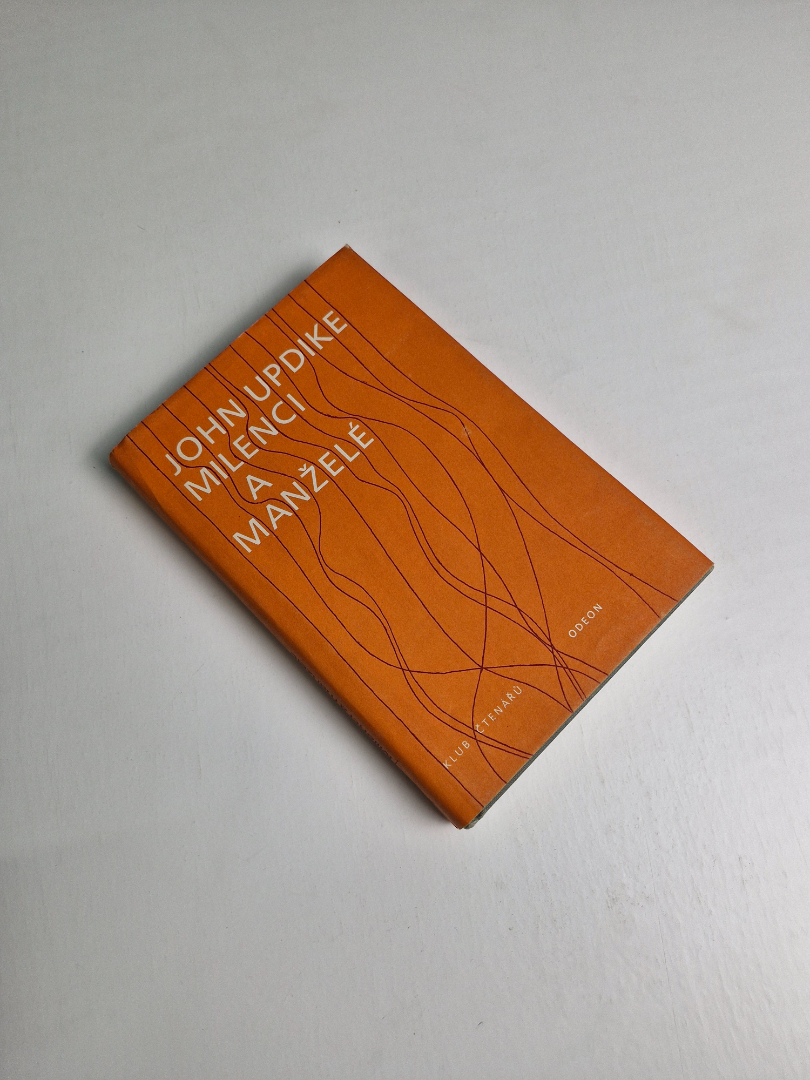 JOHN UPDIKE
MILENCI
A
MANŽELÉ
KLUB ČTENÁŘŮ
ODEON